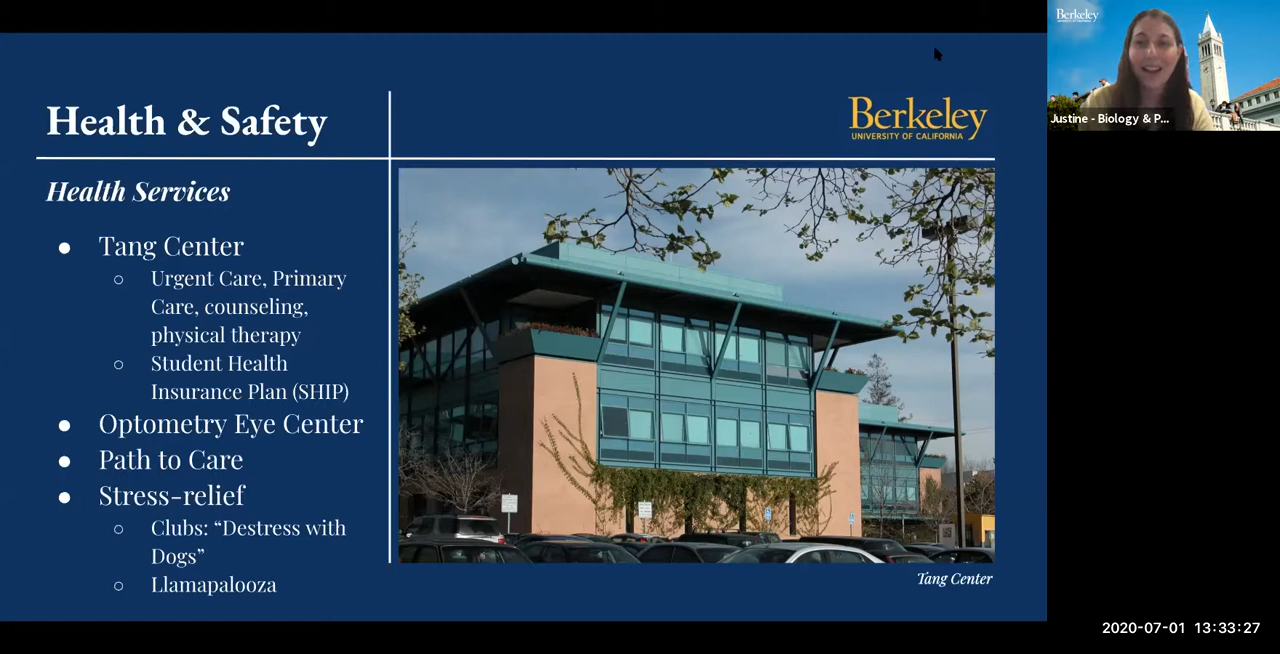 Health & Safety
Berkeley
UNIVERSITY OF CALIFORNIA
Health Services
● Tang Center
○ Urgent Care, Primary
Care, counseling,
physical therapy
○ Student Health
Insurance Plan (SHIP)
● Optometry Eye Center
● Path to Care
● Stress-relief
○ Clubs: “Destress with
Dogs”
○ Llamapalooza
Tang Center
Berkeley
Justine - Biology & P...
2020-07-01 13:33:27